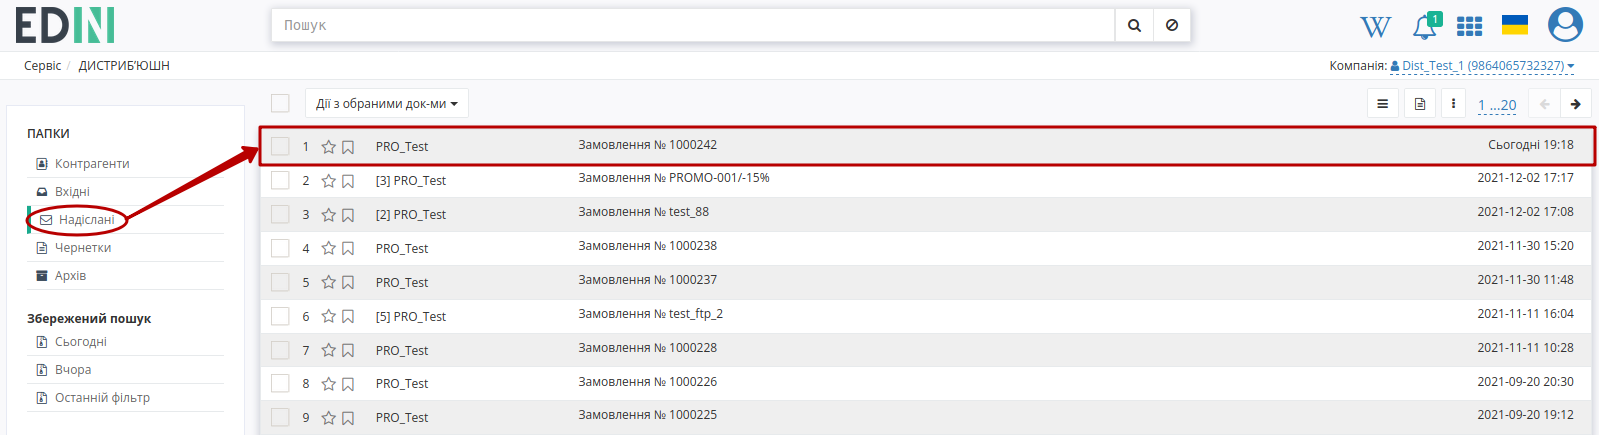 EDIN
Пошук
1
Сервіс / ДИСТРИБ'ЮШН
Компанія: Dist_Test_1 (9864065732327)
Дії з обраними док-ми
1 ...20
ПАПКИ
Контрагенти
Вхідні
Надіслані
Чернетки
Архів
Збережений пошук
Сьогодні
Вчора
Останній фільтр
1 PRO_Test Замовлення № 1000242 Сьогодні 19:18
2 [3] PRO_Test Замовлення № PROMO-001/-15% 2021-12-02 17:17
3 [2] PRO_Test Замовлення № test_88 2021-12-02 17:08
4 PRO_Test Замовлення № 1000238 2021-11-30 15:20
5 PRO_Test Замовлення № 1000237 2021-11-30 11:48
6 [5] PRO_Test Замовлення № test_ftp_2 2021-11-11 16:04
7 PRO_Test Замовлення № 1000228 2021-11-11 10:28
8 PRO_Test Замовлення № 1000226 2021-09-20 20:30
9 PRO_Test Замовлення № 1000225 2021-09-20 19:12